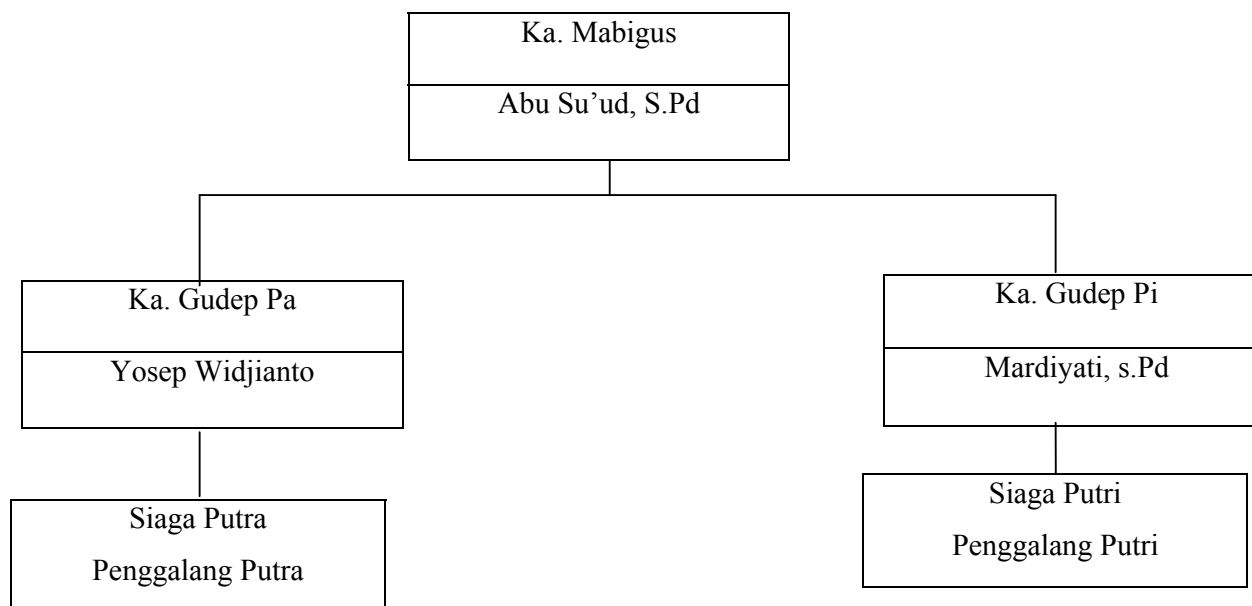 Ka. Mabigus
Abu Su’ud, S.Pd
Ka. Gudep Pa
Yosep Widjianto
Ka. Gudep Pi
Mardiyati, s.Pd
Siaga Putra
Penggalang Putra
Siaga Putri
Penggalang Putri